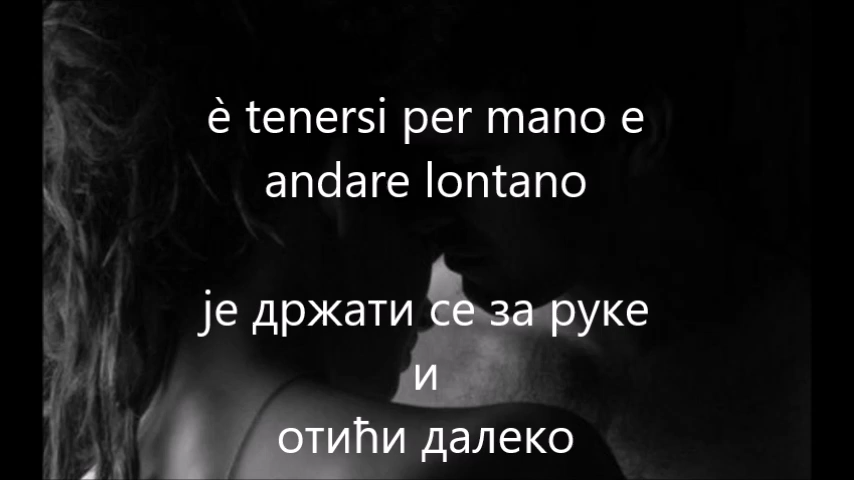 è tenersi per mano e
andare lontano
је држати се за руке
и
отићи далеко